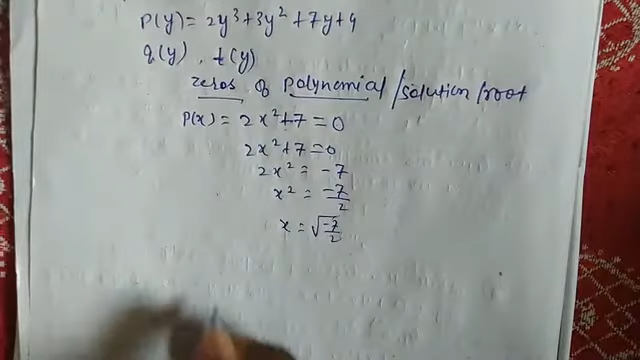 P(y) = 2y³+3y²+7y+9
q(y), t(y)
zeros of Polynomial/solution/root
P(x) = 2x²+7=0
2x²+7=0
2x² = -7
x² = -7/2
x = √-7/2